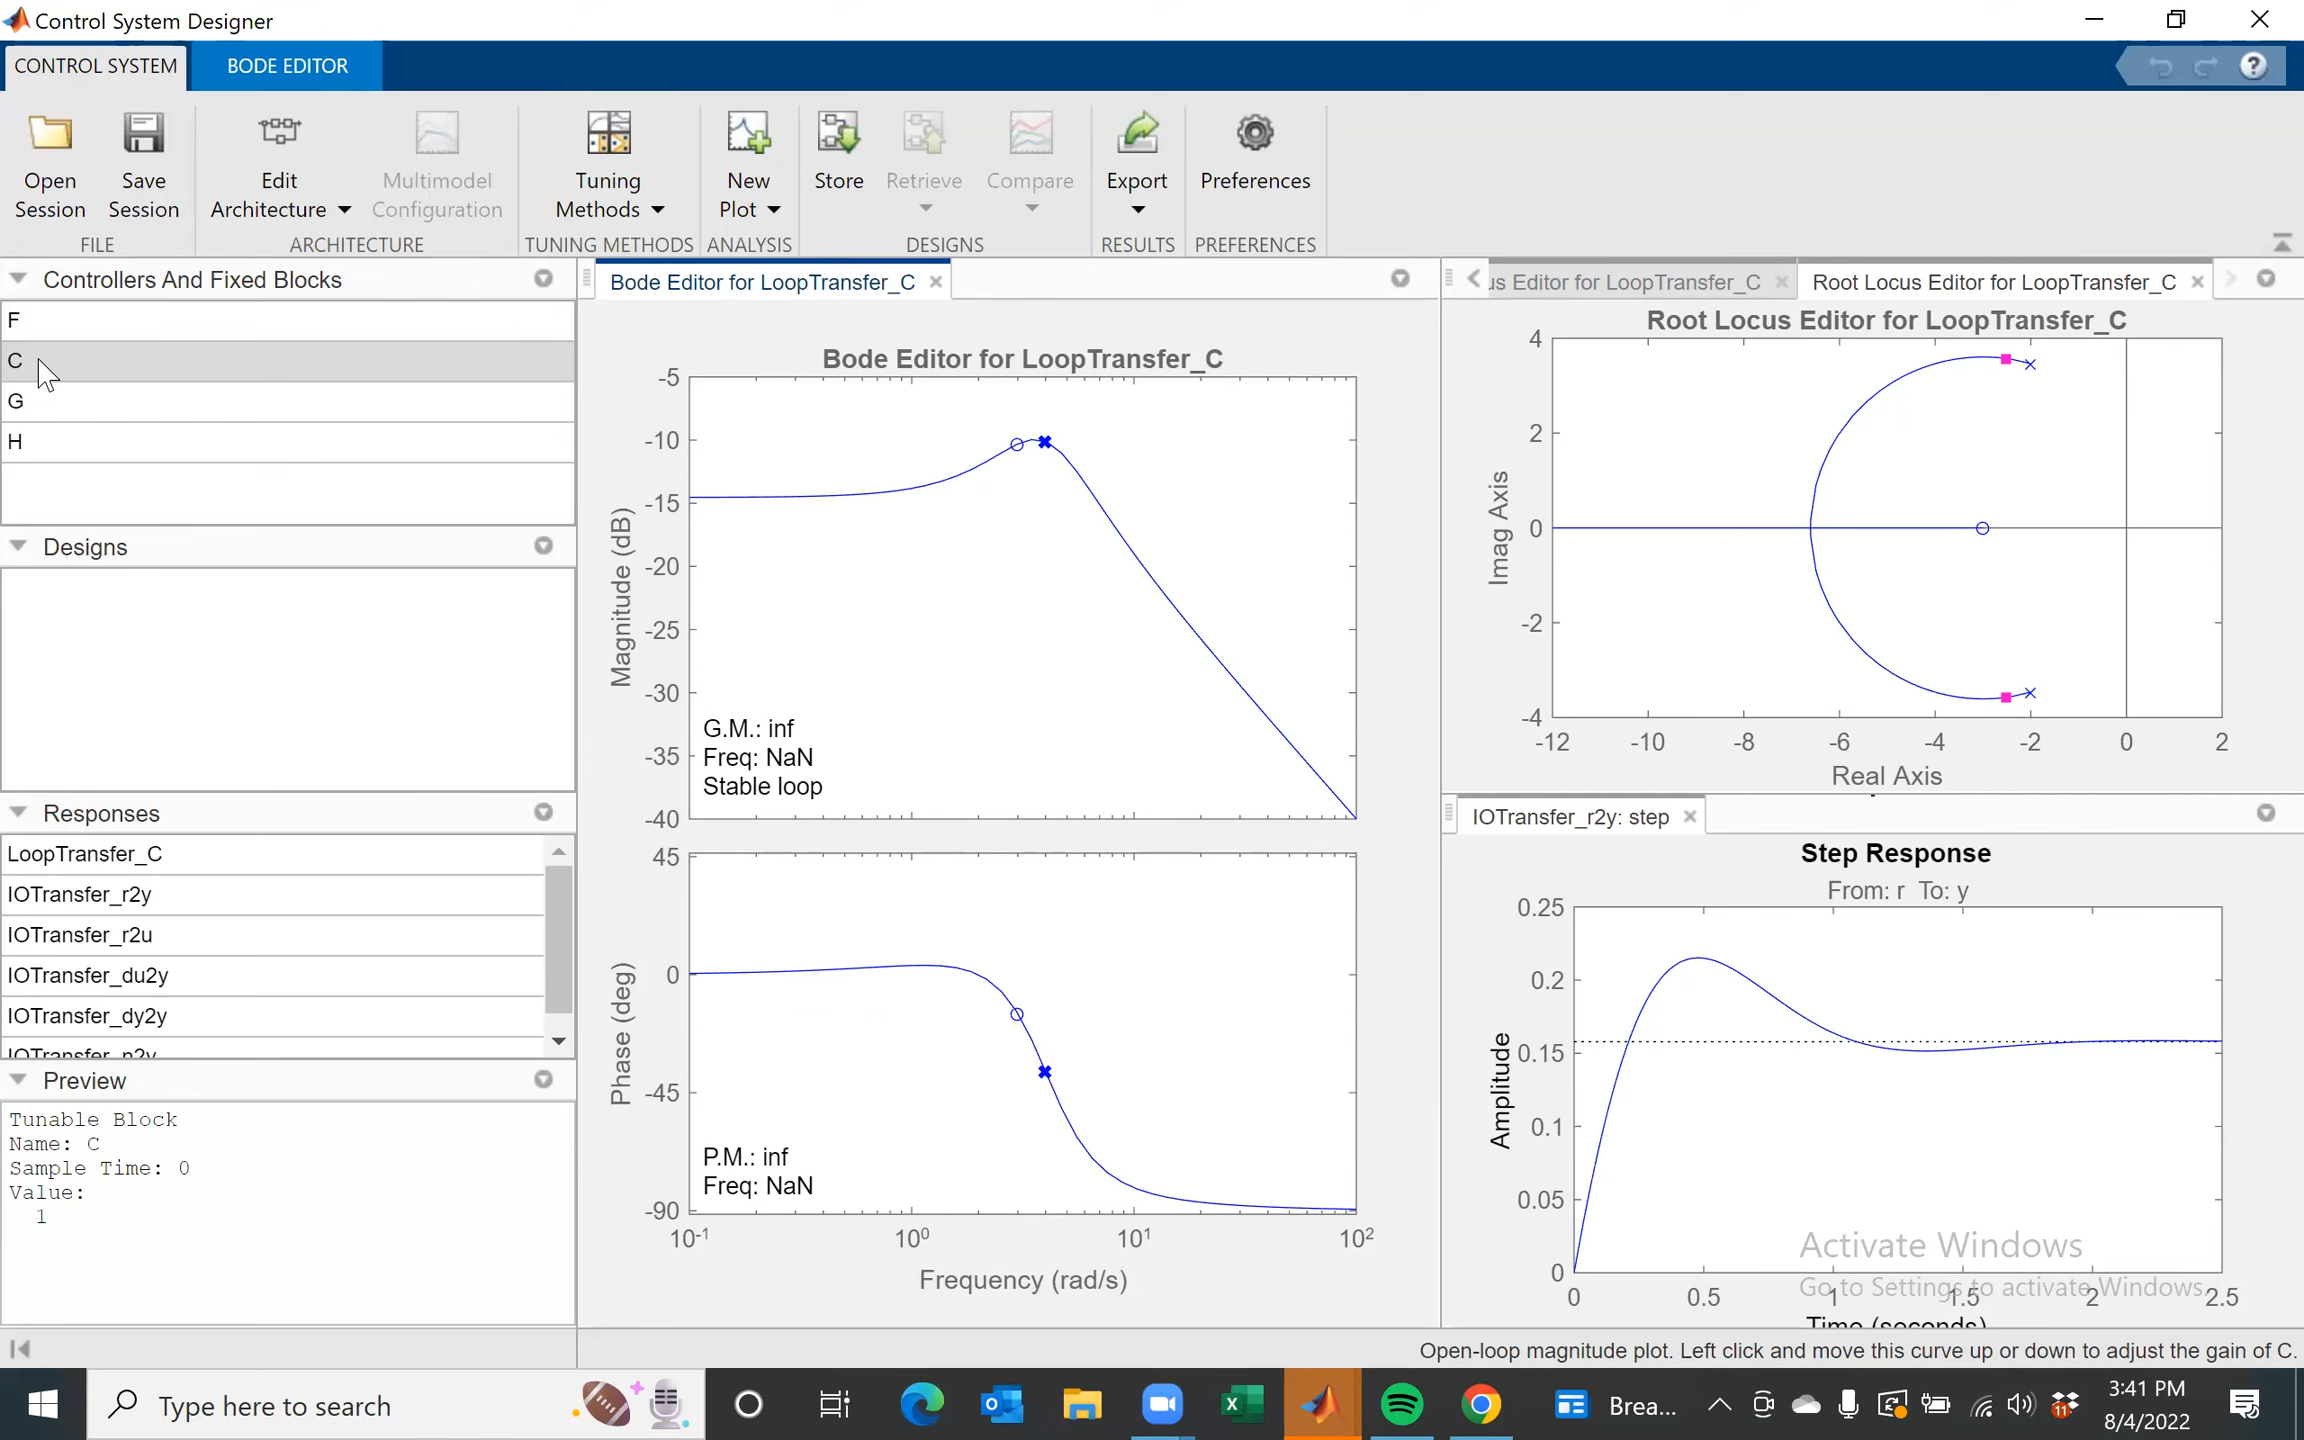 Control System Designer
CONTROL SYSTEM
BODE EDITOR
Open Session
Save Session
Edit Architecture
Multimodel Configuration
Tuning Methods
New Plot
Store
Retrieve
Compare
Export
Preferences
FILE
ARCHITECTURE
TUNING METHODS
ANALYSIS
DESIGNS
RESULTS
PREFERENCES
Controllers And Fixed Blocks
F
C
G
H
Designs
Responses
LoopTransfer_C
IOTransfer_r2y
IOTransfer_r2u
IOTransfer_du2y
IOTransfer_dy2y
IOTransfer_n2y
Preview
Tunable Block
Name: C
Sample Time: 0
Value:
1
Bode Editor for LoopTransfer_C
Bode Editor for LoopTransfer_C
-5
-10
-15
-20
-25
-30
-35
-40
Magnitude (dB)
G.M.: inf
Freq: NaN
Stable loop
45
0
-45
-90
Phase (deg)
P.M.: inf
Freq: NaN
10-1
10⁰
10¹
10²
Frequency (rad/s)
us Editor for LoopTransfer_C
Root Locus Editor for LoopTransfer_C
Root Locus Editor for LoopTransfer_C
4
2
0
-2
-4
Imag Axis
-12 -10 -8 -6 -4 -2 0 2
Real Axis
IOTransfer_r2y: step
Step Response
From: r To: y
0.25
0.2
0.15
0.1
0.05
0
Amplitude
0 0.5 1 1.5 2 2.5
Time (seconds)
Activate Windows
Go to Settings to activate Windows.
Open-loop magnitude plot. Left click and move this curve up or down to adjust the gain of C.
Type here to search
Brea...
11
3:41 PM
8/4/2022